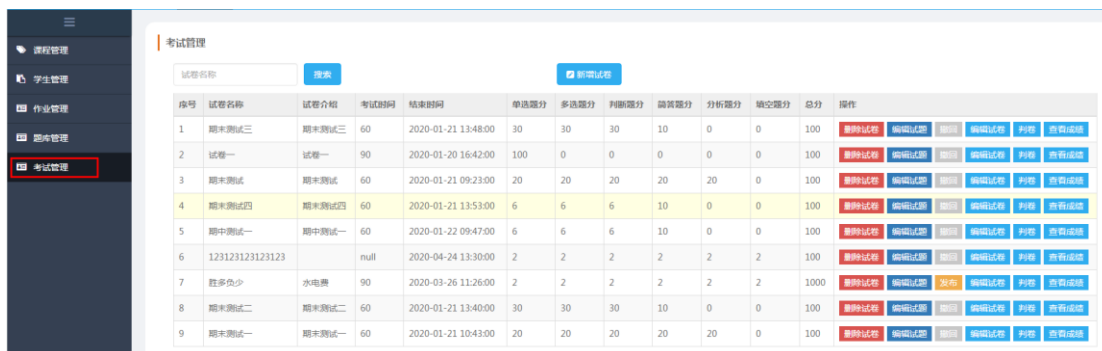 课程管理
学生管理
作业管理
题库管理
考试管理
考试管理
试卷名称 搜索 新增试卷
序号 试卷名称 试卷介绍 考试时间 结束时间 单选题分 多选题分 判断题分 简答题分 分析题分 填空题分 总分 操作
1 期末测试三 期末测试三 60 2020-01-21 13:48:00 30 30 30 10 0 0 100 删除试卷 编辑试题 撤回 编辑试卷 判卷 查看成绩
2 试卷一 试卷一 90 2020-01-20 16:42:00 100 0 0 0 0 0 100 删除试卷 编辑试题 撤回 编辑试卷 判卷 查看成绩
3 期末测试 期末测试 60 2020-01-21 09:23:00 20 20 20 20 20 0 100 删除试卷 编辑试题 撤回 编辑试卷 判卷 查看成绩
4 期末测试四 期末测试四 60 2020-01-21 13:53:00 6 6 6 10 0 0 100 删除试卷 编辑试题 撤回 编辑试卷 判卷 查看成绩
5 期中测试一 期中测试一 60 2020-01-22 09:47:00 6 6 6 10 0 0 100 删除试卷 编辑试题 撤回 编辑试卷 判卷 查看成绩
6 123123123123123 null 2020-04-24 13:30:00 2 2 2 2 2 2 100 删除试卷 编辑试题 撤回 编辑试卷 判卷 查看成绩
7 胜多负少 水电费 90 2020-03-26 11:26:00 2 2 2 2 2 2 1000 删除试卷 编辑试题 发布 编辑试卷 判卷 查看成绩
8 期末测试二 期末测试二 60 2020-01-21 13:40:00 30 30 30 10 0 0 100 删除试卷 编辑试题 撤回 编辑试卷 判卷 查看成绩
9 期末测试一 期末测试一 60 2020-01-21 10:43:00 20 20 20 20 20 0 100 删除试卷 编辑试题 撤回 编辑试卷 判卷 查看成绩